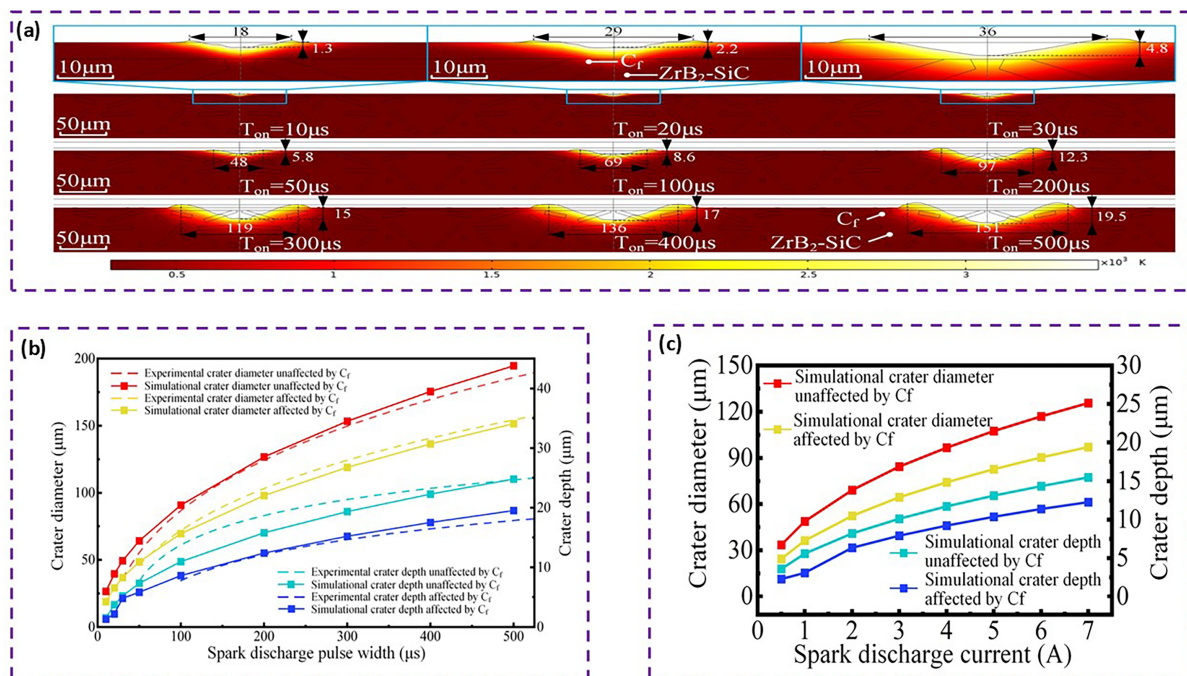 (a)
18
29
36
1.3
2.2
4.8
10μm
10μm
10μm
Cf
ZrB2-SiC
50μm
Ton=10μs
Ton=20μs
Ton=30μs
48
5.8
69
8.6
97
12.3
50μm
Ton=50μs
Ton=100μs
Ton=200μs
119
15
136
17
151
19.5
Cf
ZrB2-SiC
50μm
Ton=300μs
Ton=400μs
Ton=500μs
0.5
1
1.5
2
2.5
3
×10³ K
(b)
200
150
100
50
0
Crater diameter (μm)
Experimental crater diameter unaffected by Cf
Simulational crater diameter unaffected by Cf
Experimental crater diameter affected by Cf
Simulational crater diameter affected by Cf
Experimental crater depth unaffected by Cf
Simulational crater depth unaffected by Cf
Experimental crater depth affected by Cf
Simulational crater depth affected by Cf
40
30
20
10
0
Crater depth (μm)
0 100 200 300 400 500
Spark discharge pulse width (μs)
(c)
150
120
90
60
30
0
Crater diameter (μm)
Simulational crater diameter
unaffected by Cf
Simulational crater diameter
affected by Cf
Simulational crater depth
unaffected by Cf
Simulational crater depth
affected by Cf
30
25
20
15
10
5
0
Crater depth (μm)
0 1 2 3 4 5 6 7
Spark discharge current (A)